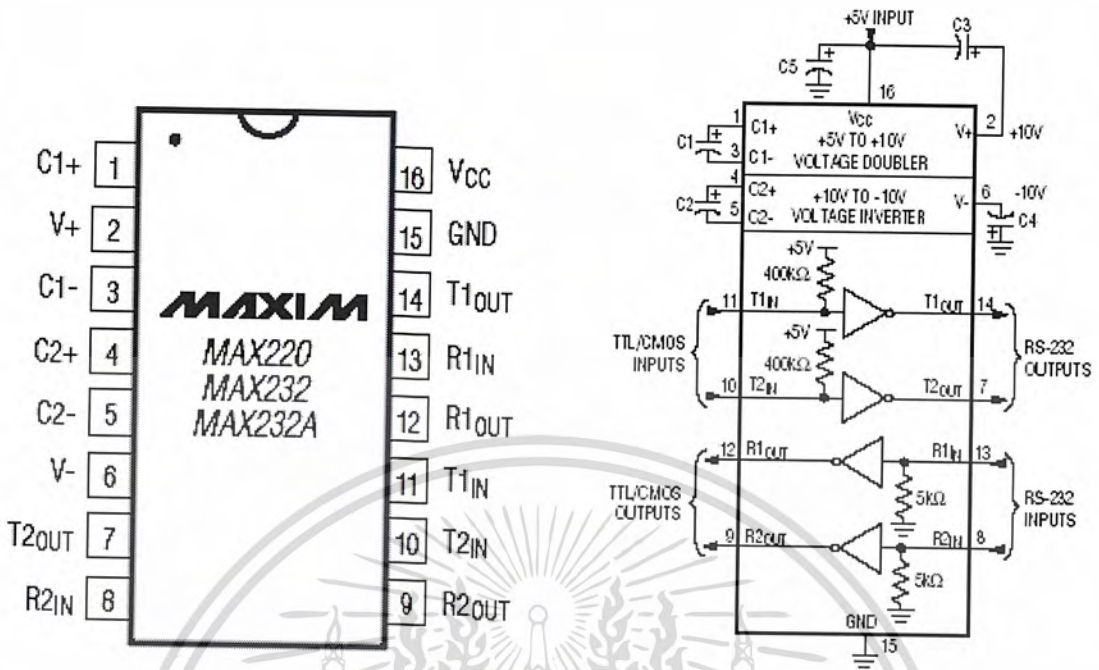 C1+ 1
V+ 2
C1- 3
C2+ 4
C2- 5
V- 6
T2OUT 7
R2IN 8
MAXIM
MAX220
MAX232
MAX232A
16 VCC
15 GND
14 T1OUT
13 R1IN
12 R1OUT
11 T1IN
10 T2IN
9 R2OUT
+5V INPUT
C3
C5
+
+
16
1 C1+
VCC
V+ 2 +10V
C1 +
+5V TO +10V
3 C1-
VOLTAGE DOUBLER
4 C2+
+10V TO -10V
V- 6 -10V
C2 +
5 C2-
VOLTAGE INVERTER
C4
+
+5V
400kΩ
11 T1IN
T1OUT 14
TTL/CMOS
INPUTS
+5V
400kΩ
RS-232
OUTPUTS
10 T2IN
T2OUT 7
12 R1OUT
R1IN 13
TTL/CMOS
OUTPUTS
5kΩ
RS-232
INPUTS
9 R2OUT
R2IN 8
5kΩ
GND
15